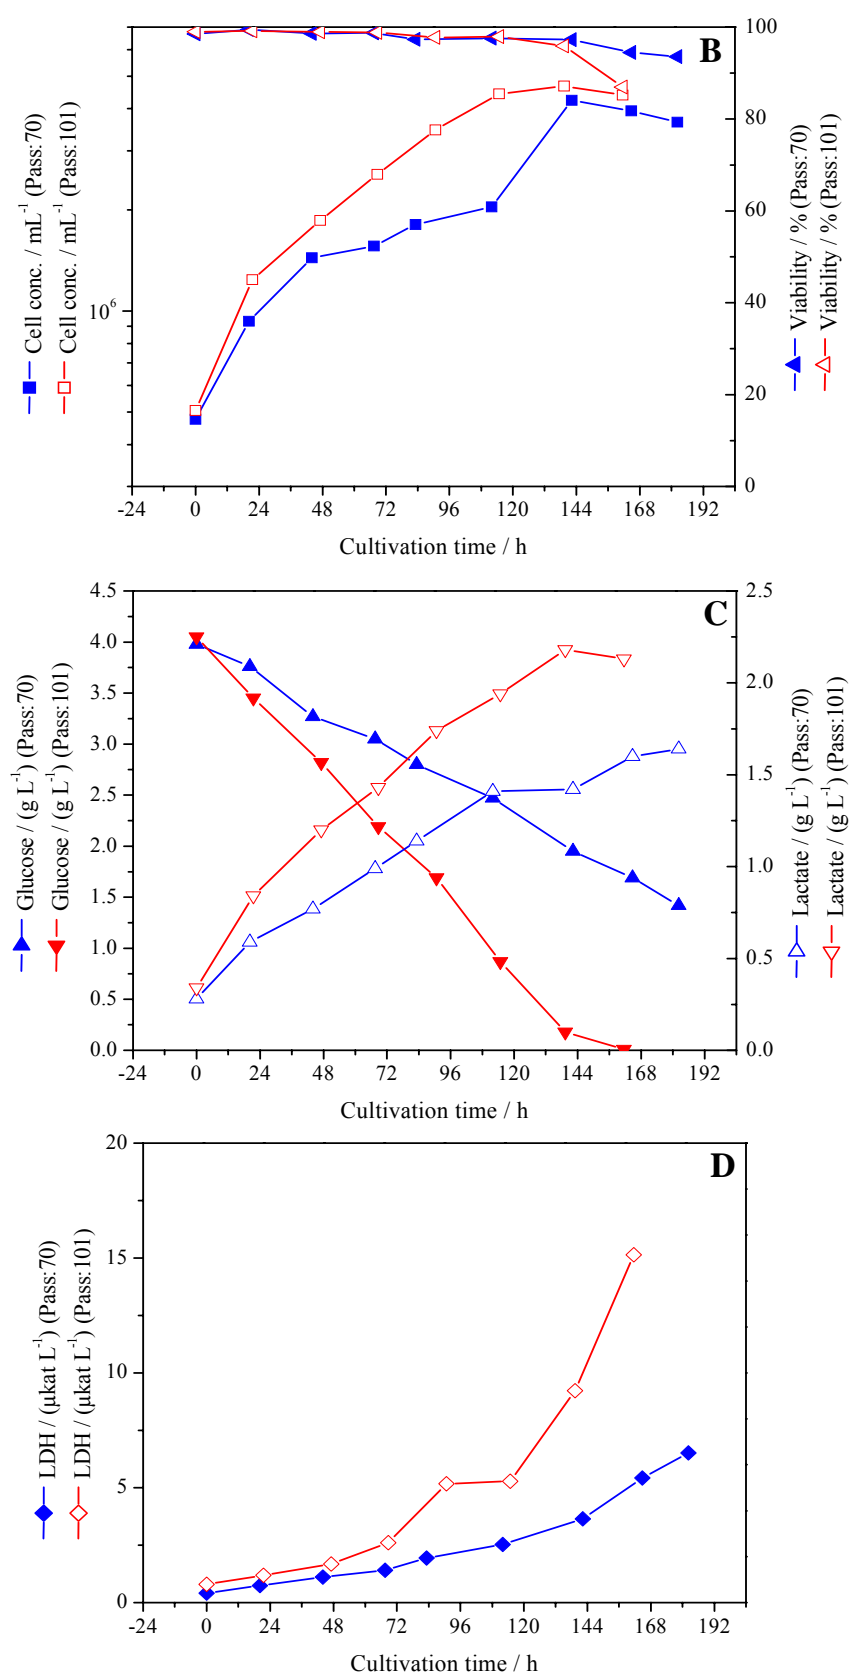 B
Cell conc. / mL⁻¹ (Pass:70)
Cell conc. / mL⁻¹ (Pass:101)
2
10⁶
100
80
60
40
20
0
Viability / % (Pass:70)
Viability / % (Pass:101)
-24 0 24 48 72 96 120 144 168 192
Cultivation time / h
C
Glucose / (g L⁻¹) (Pass:70)
Glucose / (g L⁻¹) (Pass:101)
4.5
4.0
3.5
3.0
2.5
2.0
1.5
1.0
0.5
0.0
2.5
2.0
1.5
1.0
0.5
0.0
Lactate / (g L⁻¹) (Pass:70)
Lactate / (g L⁻¹) (Pass:101)
-24 0 24 48 72 96 120 144 168 192
Cultivation time / h
D
LDH / (µkat L⁻¹) (Pass:70)
LDH / (µkat L⁻¹) (Pass:101)
20
15
10
5
0
-24 0 24 48 72 96 120 144 168 192
Cultivation time / h